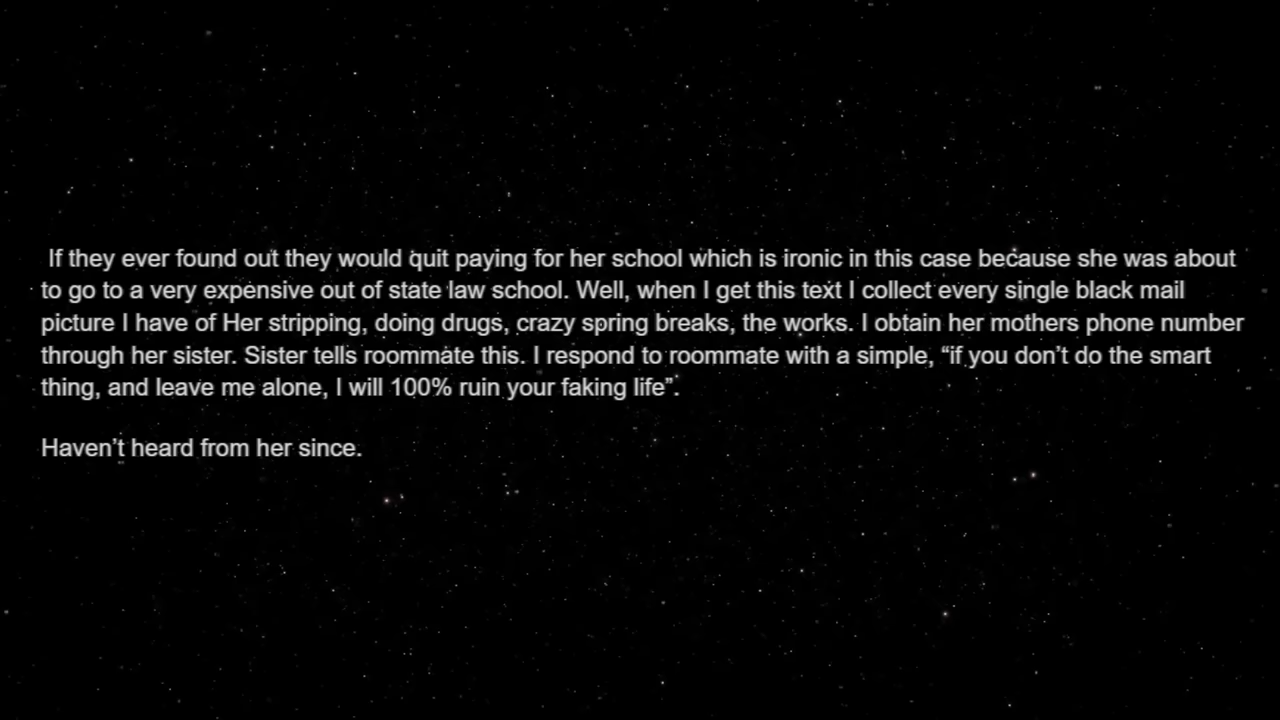 If they ever found out they would quit paying for her school which is ironic in this case because she was about
to go to a very expensive out of state law school. Well, when I get this text I collect every single black mail
picture I have of Her stripping, doing drugs, crazy spring breaks, the works. I obtain her mothers phone number
through her sister. Sister tells roommate this. I respond to roommate with a simple, “if you don’t do the smart
thing, and leave me alone, I will 100% ruin your faking life”.
Haven’t heard from her since.